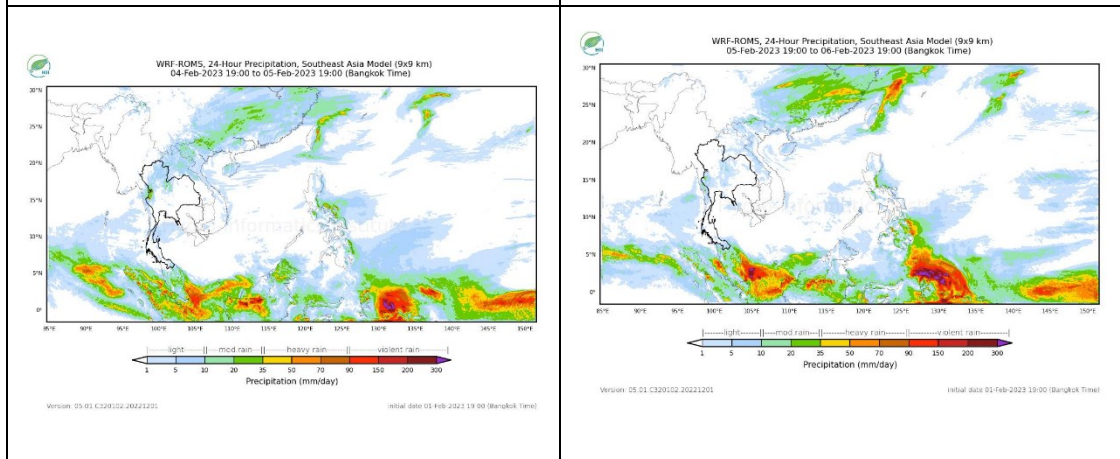 WRF-ROMS, 24-Hour Precipitation, Southeast Asia Model (9x9 km)
04-Feb-2023 19:00 to 05-Feb-2023 19:00 (Bangkok Time)
30°N
25°N
20°N
15°N
10°N
5°N
0°
85°E 90°E 95°E 100°E 105°E 110°E 115°E 120°E 125°E 130°E 135°E 140°E 145°E 150°E
|--------light--------||----mod.rain----||--------heavy rain--------||----------violent rain----------|
1 5 10 20 35 50 70 90 150 200 300
Precipitation (mm/day)
Version: 05.01.C320102.20221201
Initial date 01-Feb-2023 19:00 (Bangkok Time)
WRF-ROMS, 24-Hour Precipitation, Southeast Asia Model (9x9 km)
05-Feb-2023 19:00 to 06-Feb-2023 19:00 (Bangkok Time)
30°N
25°N
20°N
15°N
10°N
5°N
0°
85°E 90°E 95°E 100°E 105°E 110°E 115°E 120°E 125°E 130°E 135°E 140°E 145°E 150°E
|-------light-------||----mod.rain----||--------heavy rain--------||----------violent rain----------|
1 5 10 20 35 50 70 90 150 200 300
Precipitation (mm/day)
Version: 05.01.C320102.20221201
Initial date 01-Feb-2023 19:00 (Bangkok Time)